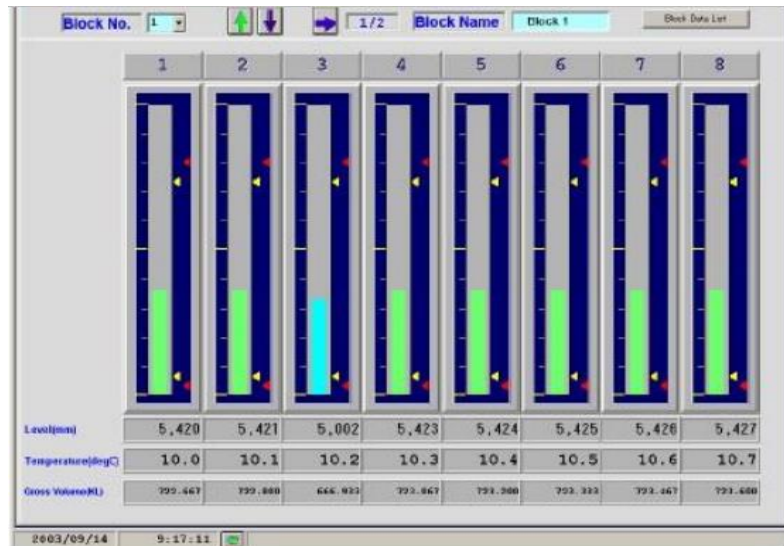 Block No. 1 1/2 Block Name Block 1 Block Data List
1 2 3 4 5 6 7 8
Level(mm) 5,420 5,421 5,002 5,423 5,424 5,425 5,426 5,427
Temperature(degC) 10.0 10.1 10.2 10.3 10.4 10.5 10.6 10.7
Gross Volume(KL) 666.933
2003/09/14 9:17:11